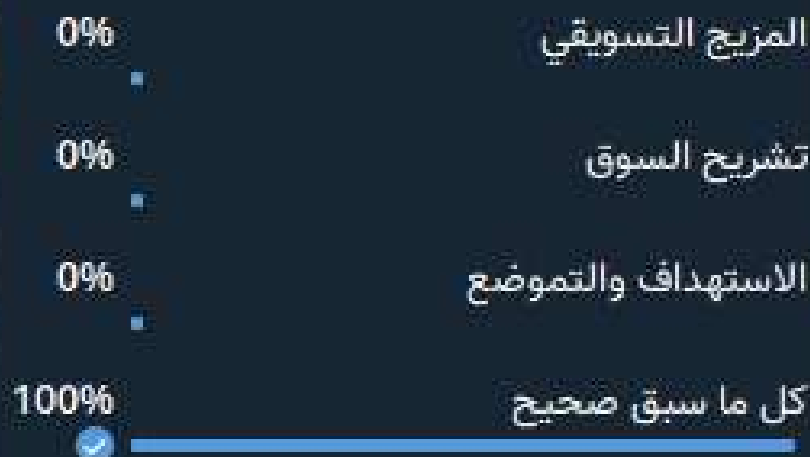 المزيج التسويقي 0%
تشريح السوق 0%
الاستهداف والتموضع 0%
كل ما سبق صحيح 100%